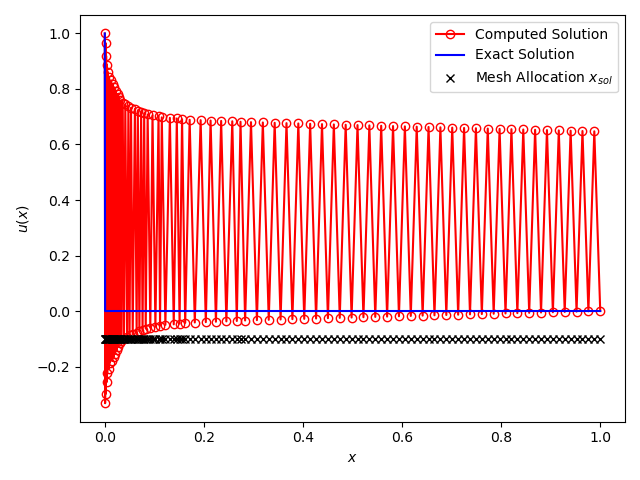 Computed Solution
Exact Solution
Mesh Allocation x_sol
1.0
0.8
0.6
0.4
0.2
0.0
−0.2
u(x)
0.0 0.2 0.4 0.6 0.8 1.0
x